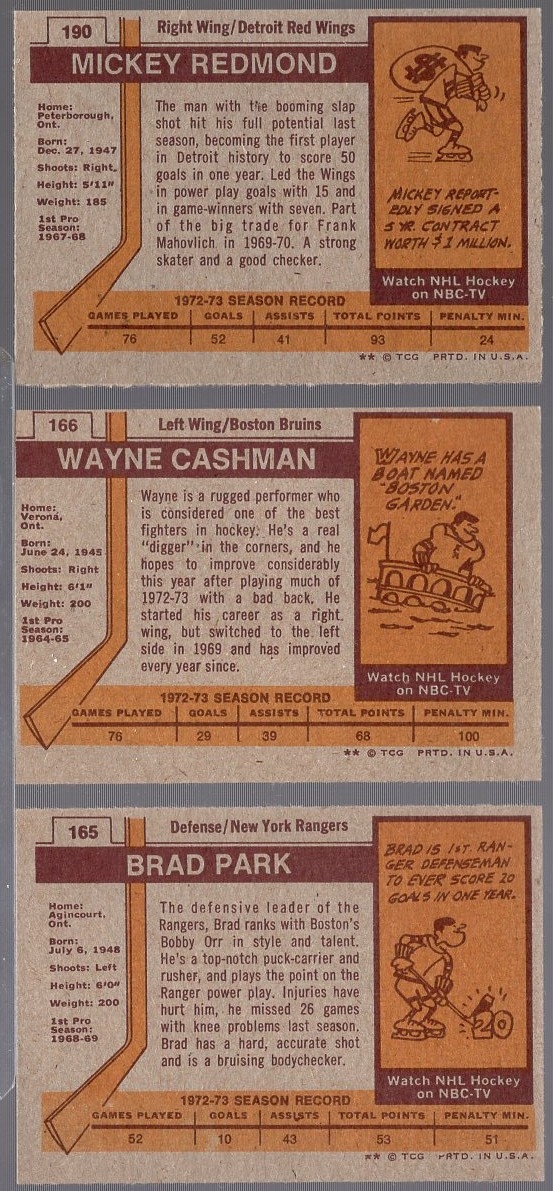 190
Right Wing/Detroit Red Wings
MICKEY REDMOND
Home:
Peterborough,
Ont.
Born:
Dec. 27, 1947
Shoots: Right
Height: 5'11"
Weight: 185
1st Pro
Season:
1967-68
The man with the booming slap
shot hit his full potential last
season, becoming the first player
in Detroit history to score 50
goals in one year. Led the Wings
in power play goals with 15 and
in game-winners with seven. Part
of the big trade for Frank
Mahovlich in 1969-70. A strong
skater and a good checker.
$
MICKEY REPORT-
EDLY SIGNED A
5 YR. CONTRACT
WORTH $1 MILLION.
Watch NHL Hockey
on NBC-TV
1972-73 SEASON RECORD
GAMES PLAYED GOALS ASSISTS TOTAL POINTS PENALTY MIN.
76 52 41 93 24
** © TCG PRTD. IN U.S.A.
166
Left Wing/Boston Bruins
WAYNE CASHMAN
Home:
Verona,
Ont.
Born:
June 24, 1945
Shoots: Right
Height: 6'1"
Weight: 200
1st Pro
Season:
1964-65
Wayne is a rugged performer who
is considered one of the best
fighters in hockey. He's a real
"digger" in the corners, and he
hopes to improve considerably
this year after playing much of
1972-73 with a bad back. He
started his career as a right
wing, but switched to the left
side in 1969 and has improved
every year since.
WAYNE HAS A
BOAT NAMED
"BOSTON
GARDEN."
Watch NHL Hockey
on NBC-TV
1972-73 SEASON RECORD
GAMES PLAYED GOALS ASSISTS TOTAL POINTS PENALTY MIN.
76 29 39 68 100
** © TCG PRTD. IN U.S.A.
165
Defense/New York Rangers
BRAD PARK
Home:
Agincourt,
Ont.
Born:
July 6, 1948
Shoots: Left
Height: 6'0"
Weight: 200
1st Pro
Season:
1968-69
The defensive leader of the
Rangers, Brad ranks with Boston's
Bobby Orr in style and talent.
He's a top-notch puck-carrier and
rusher, and plays the point on the
Ranger power play. Injuries have
hurt him, he missed 26 games
with knee problems last season.
Brad has a hard, accurate shot
and is a bruising bodychecker.
BRAD IS 1ST. RAN-
GER DEFENSEMAN
TO EVER SCORE 20
GOALS IN ONE YEAR.
20
Watch NHL Hockey
on NBC-TV
1972-73 SEASON RECORD
GAMES PLAYED GOALS ASSISTS TOTAL POINTS PENALTY MIN.
52 10 43 53 51
** © TCG PRTD. IN U.S.A.